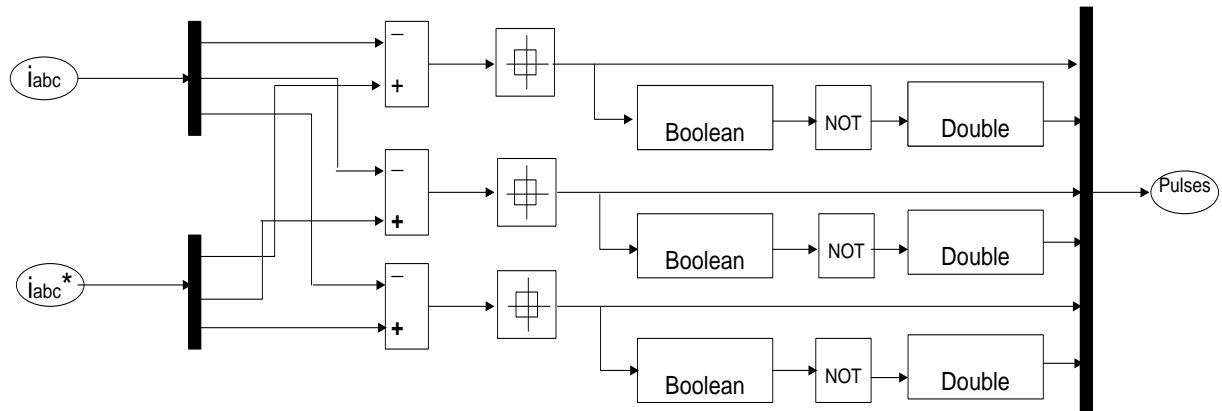 iabc
−
+
Boolean
NOT
Double
−
+
Pulses
Boolean
NOT
Double
iabc*
−
+
Boolean
NOT
Double